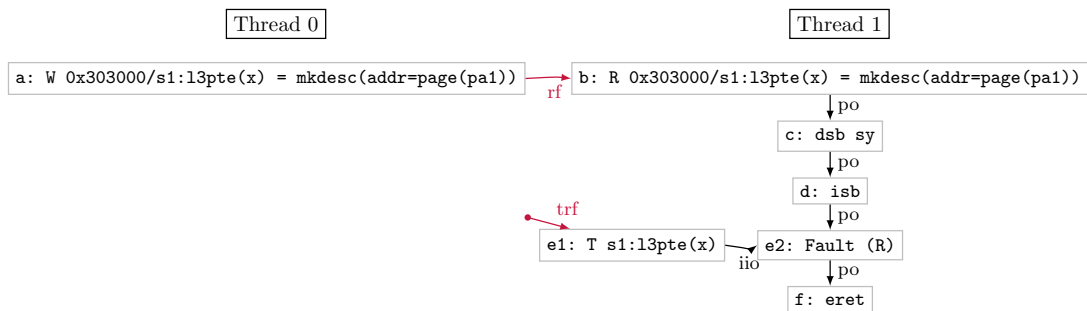 Thread 0
Thread 1
a: W 0x303000/s1:l3pte(x) = mkdesc(addr=page(pa1))
rf
b: R 0x303000/s1:l3pte(x) = mkdesc(addr=page(pa1))
po
c: dsb sy
po
d: isb
po
trf
e1: T s1:l3pte(x)
iio
e2: Fault (R)
po
f: eret